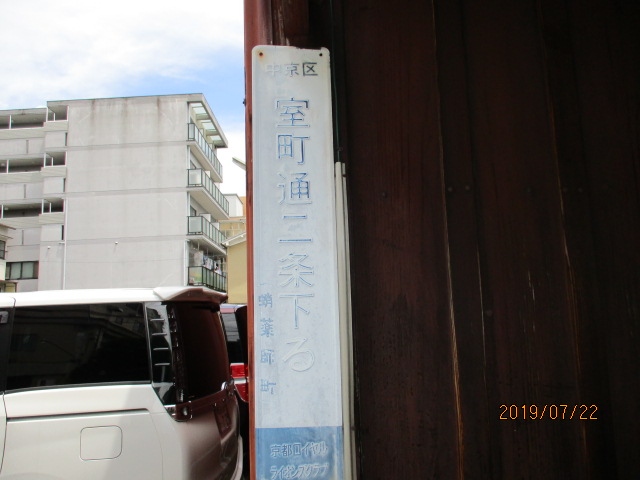 中京区
室町通二条下る
蛸薬師町
京都ロイヤル
ライオンズクラブ
2019/07/22